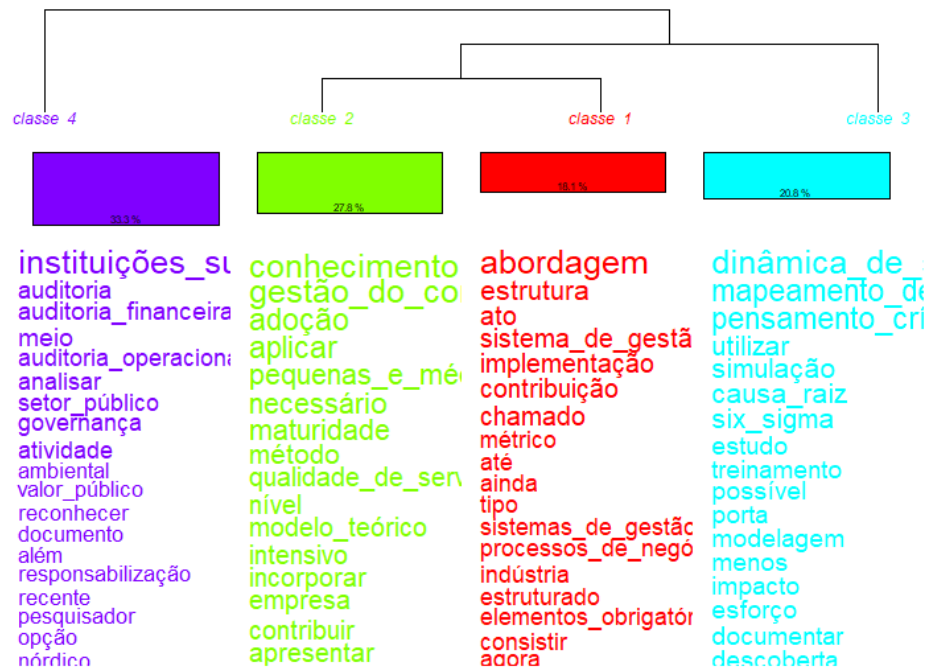 classe 4
classe 2
classe 1
classe 3
33.3 %
27.8 %
18.1 %
20.8 %
instituições_su
auditoria
auditoria_financeira
meio
auditoria_operaciona
analisar
setor_público
governança
atividade
ambiental
valor_público
reconhecer
documento
além
responsabilização
recente
pesquisador
opção
nórdico
conhecimento
gestão_do_co
adoção
aplicar
pequenas_e_mé
necessário
maturidade
método
qualidade_de_serv
nível
modelo_teórico
intensivo
incorporar
empresa
contribuir
apresentar
abordagem
estrutura
ato
sistema_de_gestã
implementação
contribuição
chamado
métrico
até
ainda
tipo
sistemas_de_gestão
processos_de_negó
indústria
estruturado
elementos_obrigatór
consistir
agora
dinâmica_de_
mapeamento_de
pensamento_crí
utilizar
simulação
causa_raiz
six_sigma
estudo
treinamento
possível
porta
modelagem
menos
impacto
esforço
documentar
descoberta